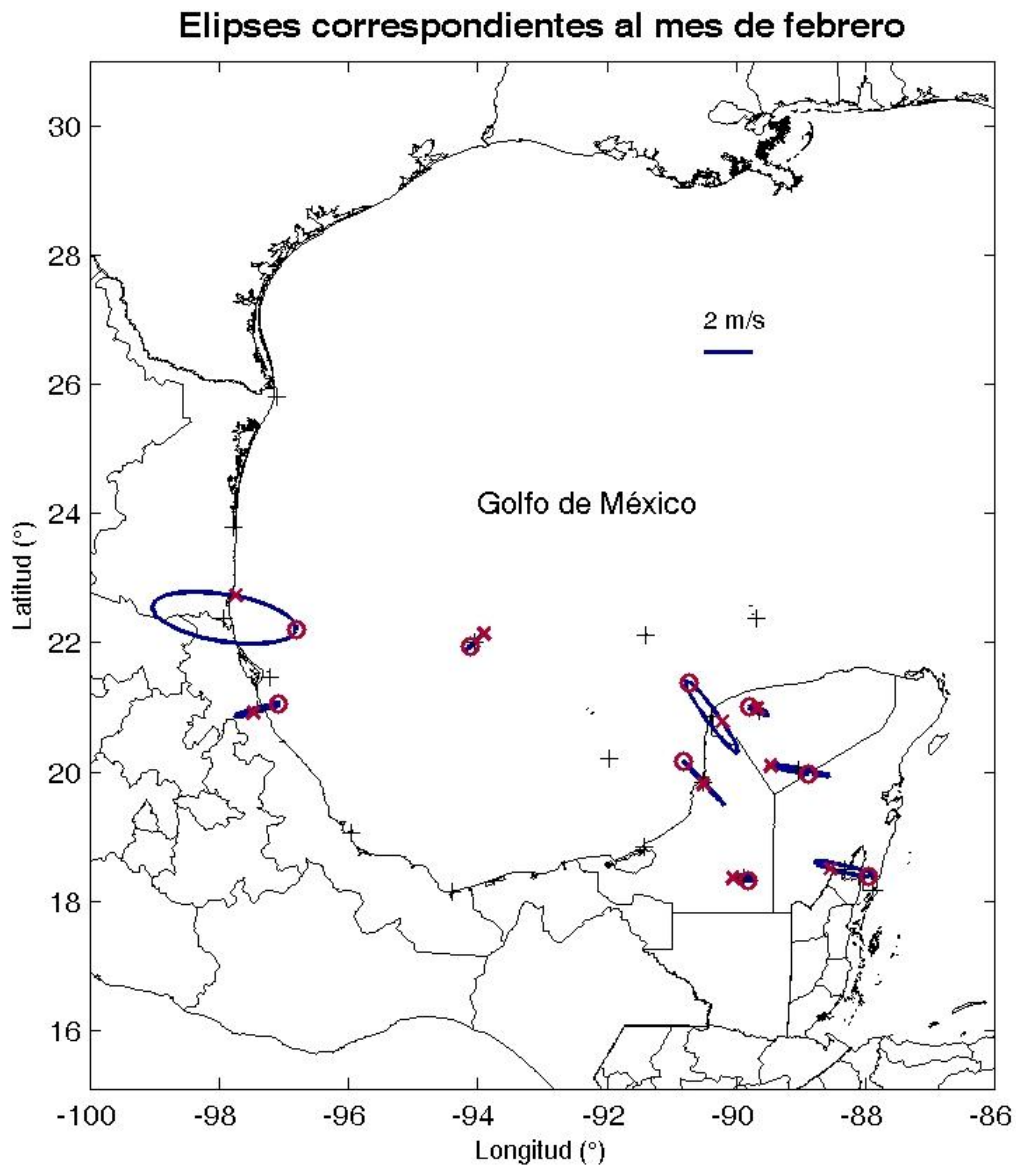 Elipses correspondientes al mes de febrero
30
28
2 m/s
26
Golfo de México
24
Latitud (°)
22
20
18
16
-100 -98 -96 -94 -92 -90 -88 -86
Longitud (°)